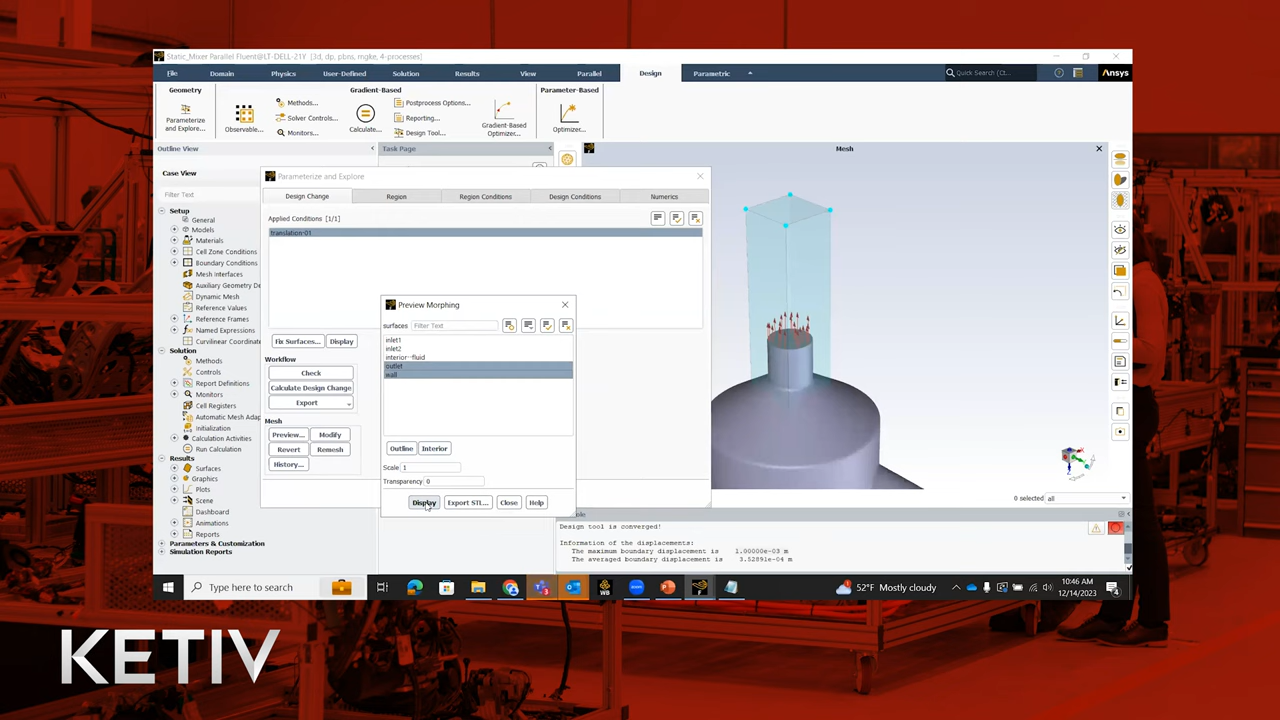 Static_Mixer Parallel Fluent@LT-DELL-21Y [3d, dp, pbns, rngke, 4-processes]
File Domain Physics User-Defined Solution Results View Parallel Design Parametric Quick Search (Ct... Ansys
Geometry Gradient-Based Parameter-Based
Parameterize and Explore...
Observable...
Methods...
Solver Controls...
Monitors...
Calculate...
Postprocess Options...
Reporting...
Design Tool...
Gradient-Based Optimizer...
Optimizer...
Outline View
Task Page
Mesh
Case View
Filter Text
Setup
General
Models
Materials
Cell Zone Conditions
Boundary Conditions
Mesh Interfaces
Auxiliary Geometry De
Dynamic Mesh
Reference Values
Reference Frames
Named Expressions
Curvilinear Coordinate
Solution
Methods
Controls
Report Definitions
Monitors
Cell Registers
Automatic Mesh Adap
Initialization
Calculation Activities
Run Calculation
Results
Surfaces
Graphics
Plots
Scene
Dashboard
Animations
Reports
Parameters & Customization
Simulation Reports
Parameterize and Explore
Design Change Region Region Conditions Design Conditions Numerics
Applied Conditions [1/1]
translation-01
Fix Surfaces... Display
Workflow
Check
Calculate Design Change
Export
Mesh
Preview... Modify
Revert Remesh
History...
Preview Morphing
surfaces Filter Text
inlet1
inlet2
interior--fluid
outlet
wall
Outline Interior
Scale 1
Transparency 0
Display Export STL... Close Help
0 selected all
Design tool is converged!
Information of the displacements:
The maximum boundary displacement is 1.00000e-03 m
The averaged boundary displacement is 3.52891e-04 m
Type here to search
52°F Mostly cloudy
10:46 AM
12/14/2023
KETIV